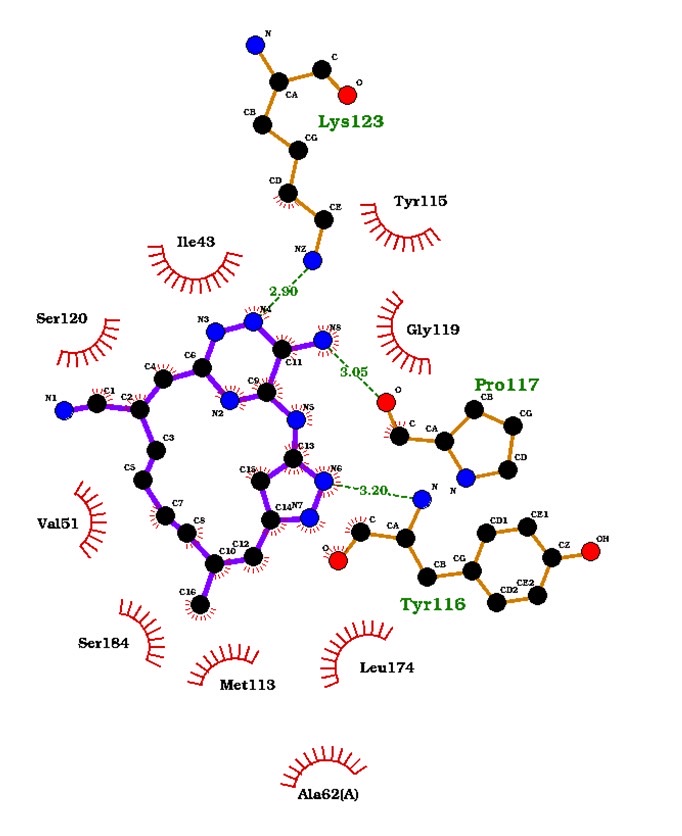 N
C
CA
O
CB
Lys123
CG
CD
CE
Tyr115
Ile43
NZ
2.90
N4
Ser120
N3
N8
Gly119
C11
C6
3.05
C4
C9
Pro117
N1
C1
C2
N2
O
CB
N5
CG
C
CA
C3
C13
CD
C5
C15
N6
N
3.20
N
Val51
C7
C14
N7
CD1
CE1
C8
C
CA
OH
C12
O
CZ
C10
CB
CG
CE2
C16
CD2
Tyr116
Ser184
Leu174
Met113
Ala62(A)